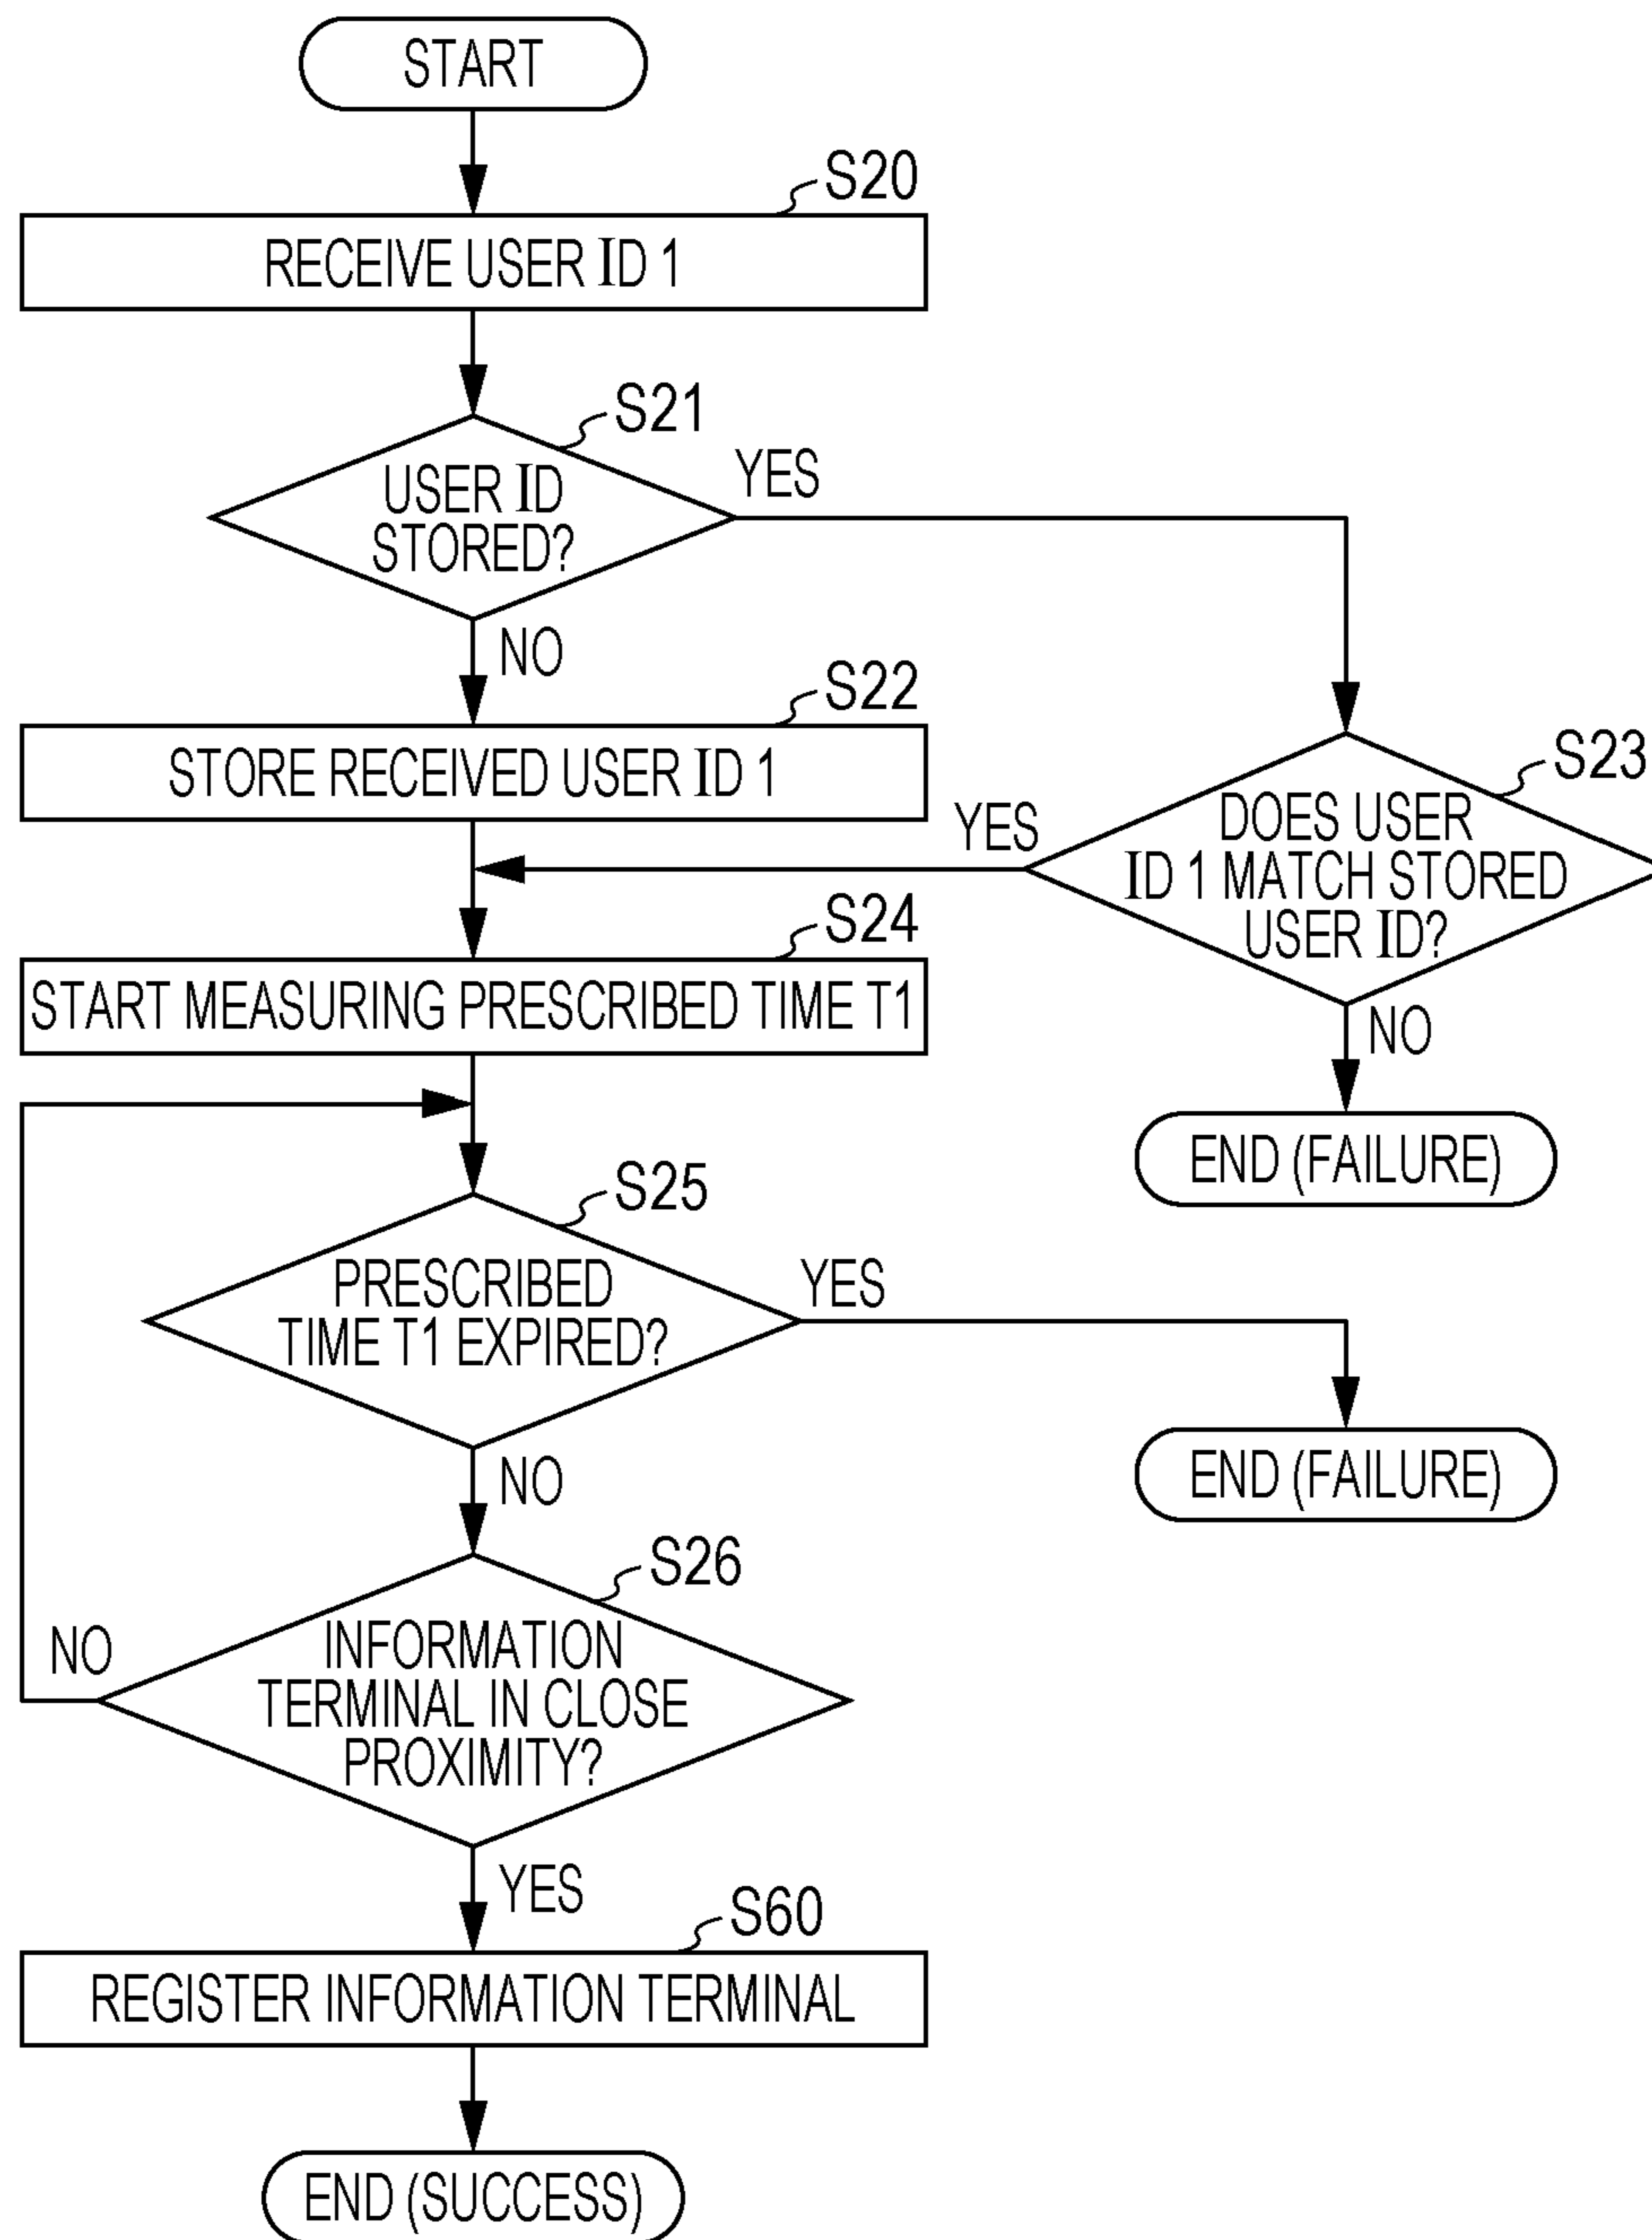 START
S20
RECEIVE USER ID 1
S21
USER ID
STORED?
YES
NO
S22
STORE RECEIVED USER ID 1
S23
DOES USER
ID 1 MATCH STORED
USER ID?
YES
NO
S24
START MEASURING PRESCRIBED TIME T1
END (FAILURE)
S25
PRESCRIBED
TIME T1 EXPIRED?
YES
NO
END (FAILURE)
S26
INFORMATION
TERMINAL IN CLOSE
PROXIMITY?
NO
YES
S60
REGISTER INFORMATION TERMINAL
END (SUCCESS)